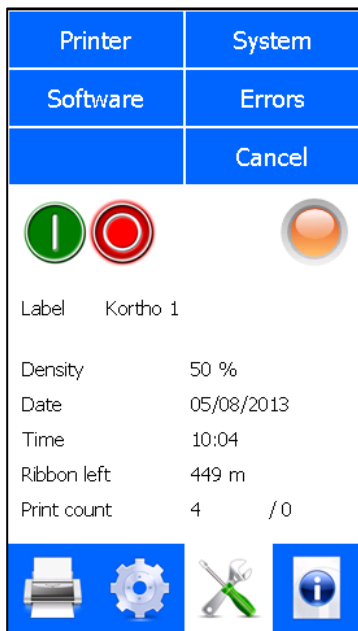 Printer System
Software Errors
Cancel
Label Kortho 1
Density 50 %
Date 05/08/2013
Time 10:04
Ribbon left 449 m
Print count 4 / 0